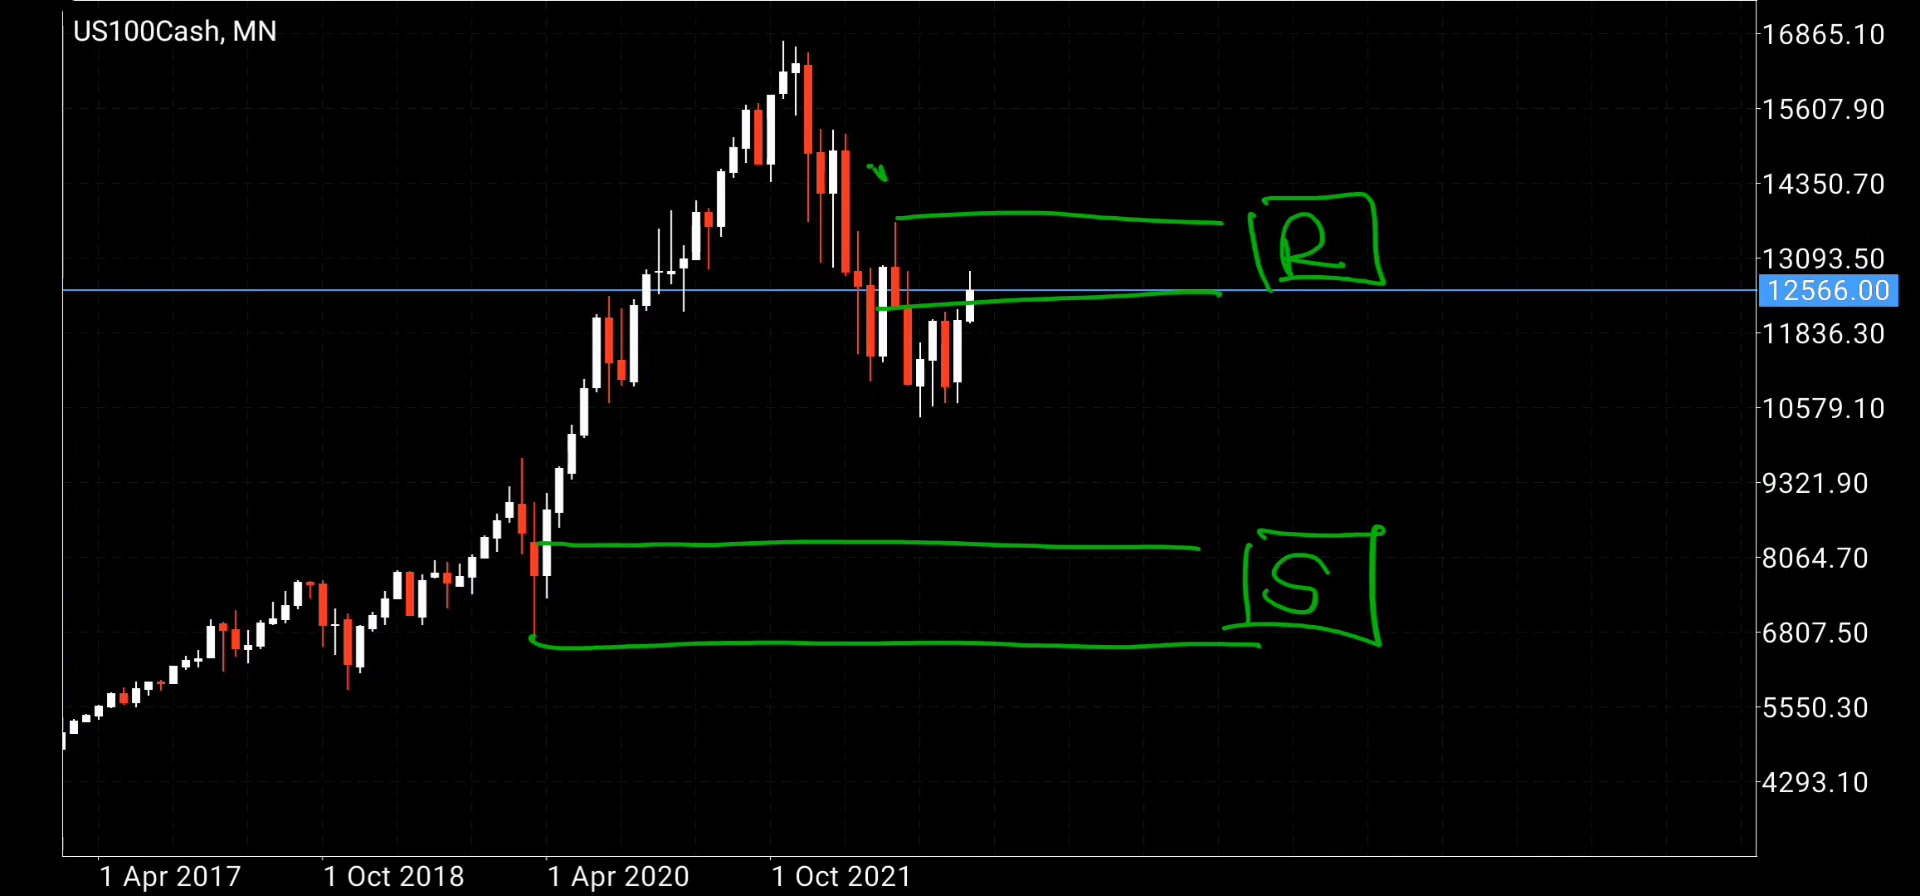 US100Cash, MN
16865.10
15607.90
14350.70
R
13093.50
12566.00
11836.30
10579.10
9321.90
8064.70
S
6807.50
5550.30
4293.10
1 Apr 2017
1 Oct 2018
1 Apr 2020
1 Oct 2021